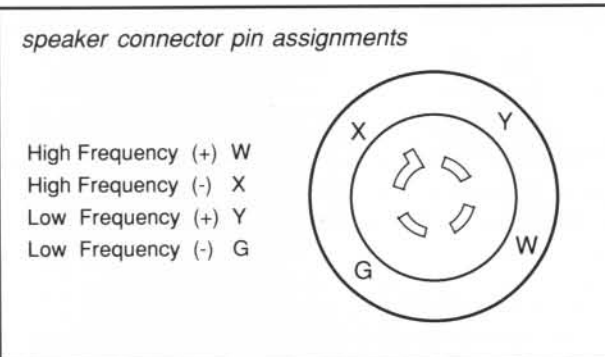 speaker connector pin assignments
High Frequency (+) W
High Frequency (-) X
Low Frequency (+) Y
Low Frequency (-) G
X
Y
W
G